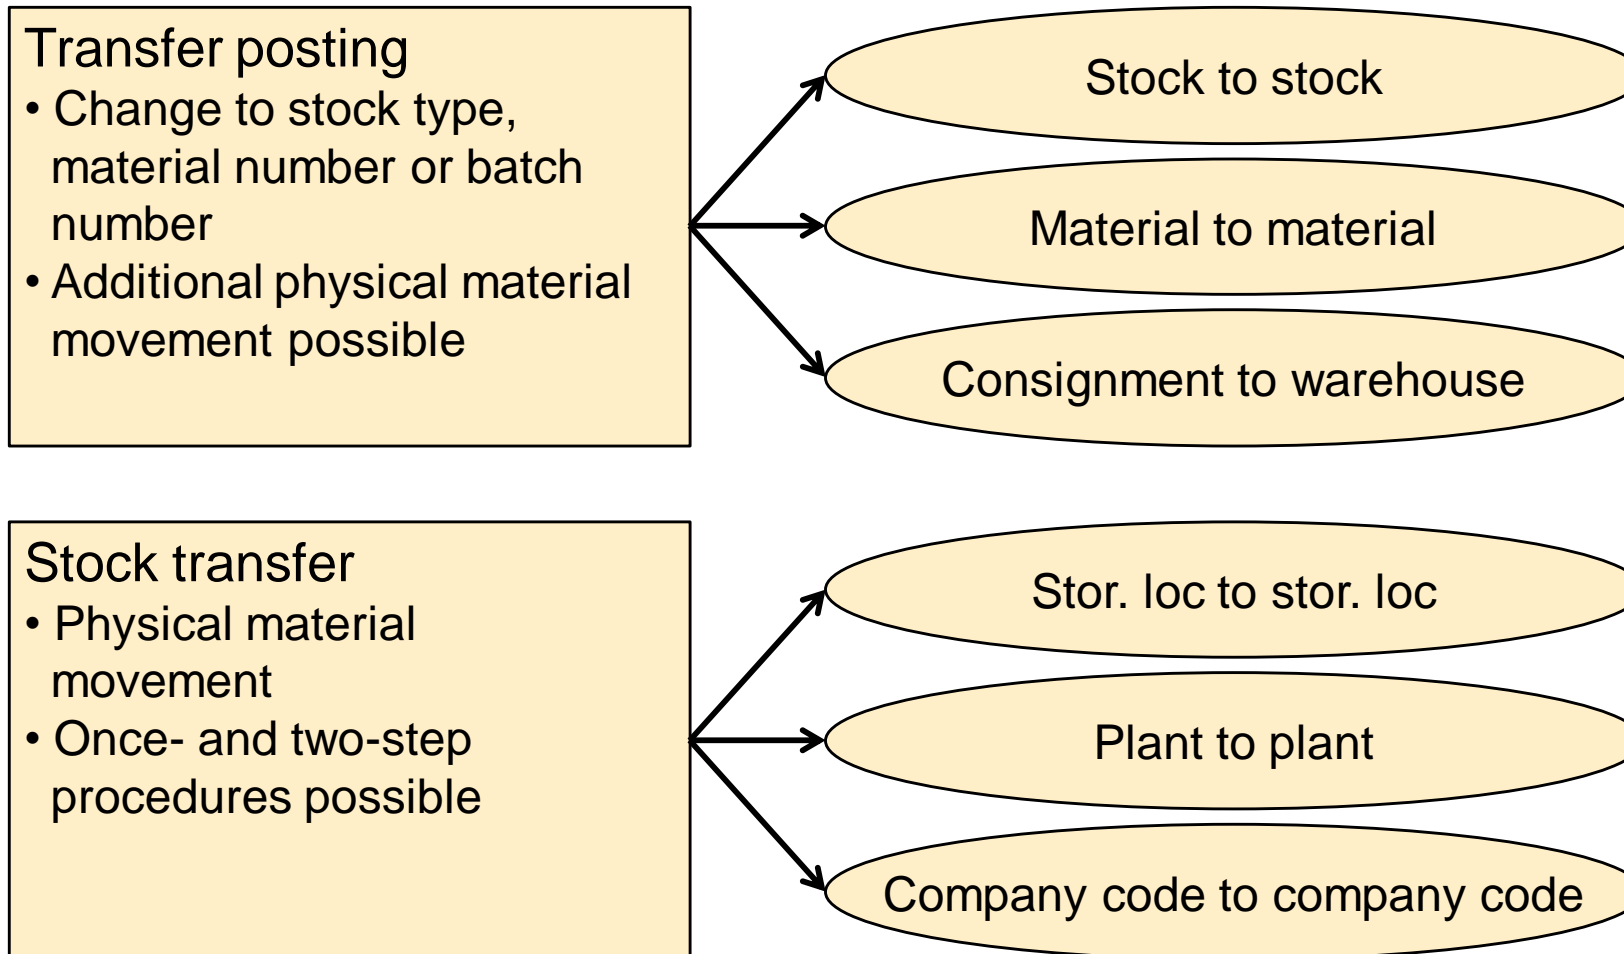 Transfer posting
• Change to stock type,
material number or batch
number
• Additional physical material
movement possible
Stock to stock
Material to material
Consignment to warehouse
Stock transfer
• Physical material
movement
• Once- and two-step
procedures possible
Stor. loc to stor. loc
Plant to plant
Company code to company code